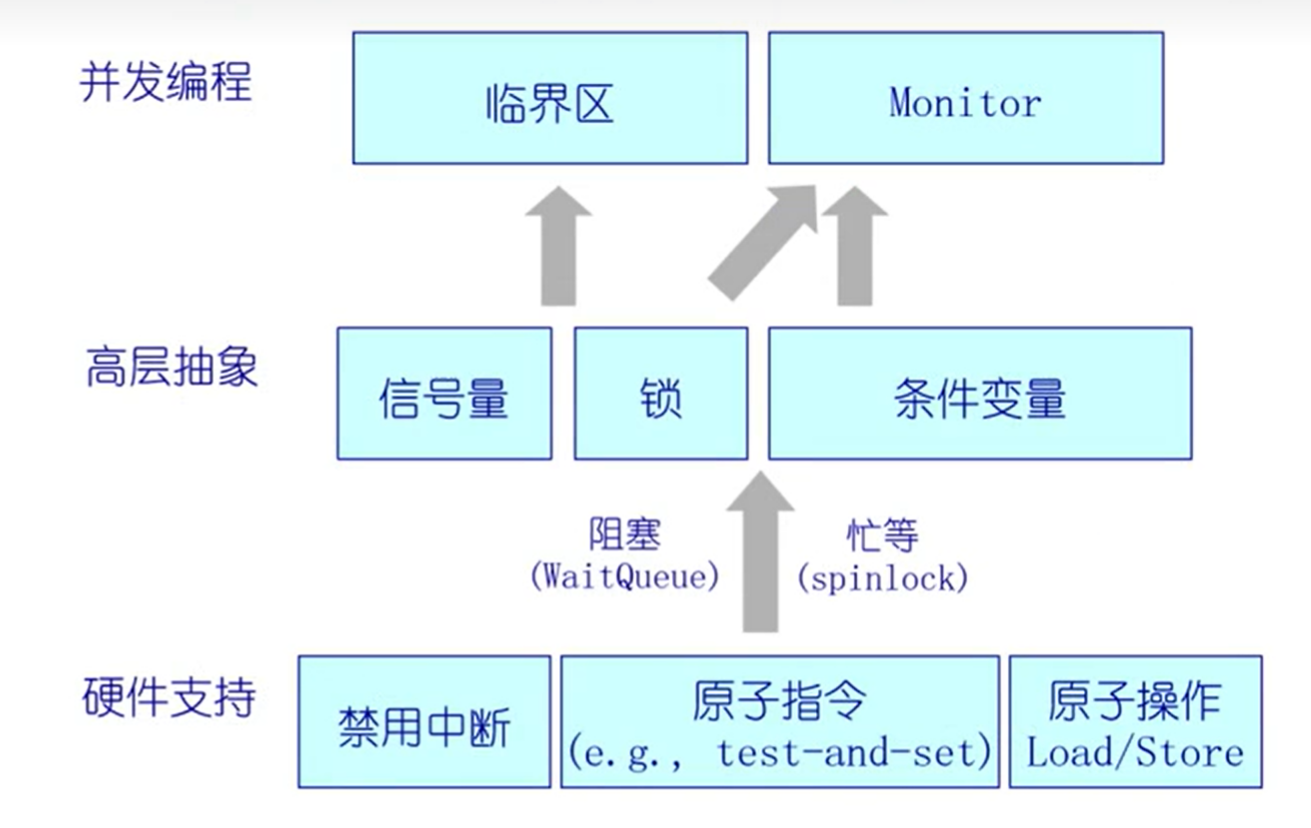 并发编程
临界区
Monitor
高层抽象
信号量
锁
条件变量
阻塞
(WaitQueue)
忙等
(spinlock)
硬件支持
禁用中断
原子指令
(e.g., test-and-set)
原子操作
Load/Store